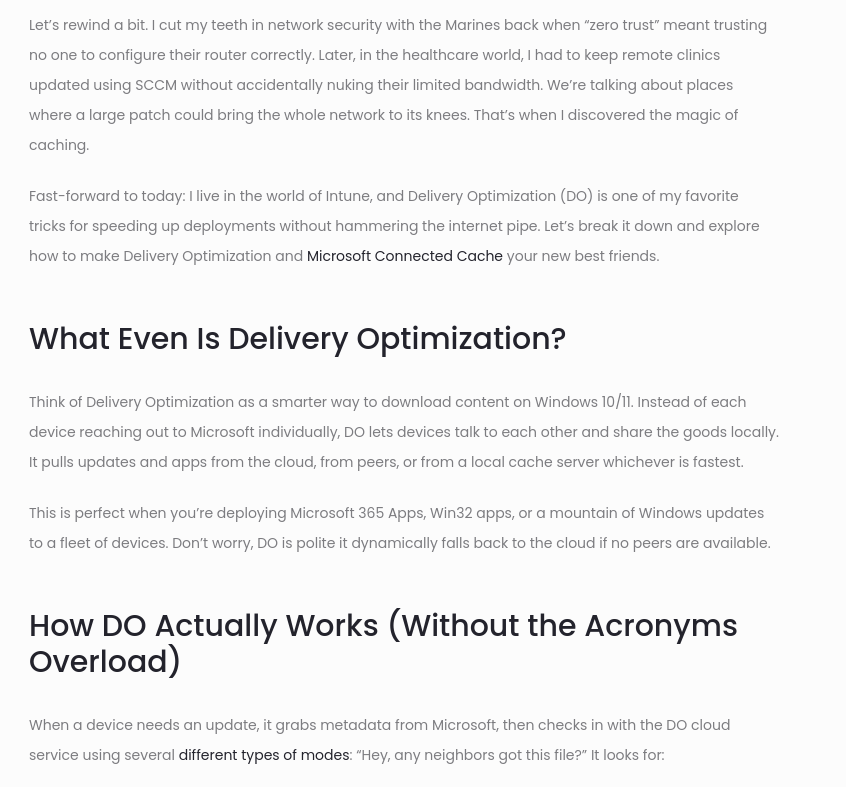 Let’s rewind a bit. I cut my teeth in network security with the Marines back when “zero trust” meant trusting
no one to configure their router correctly. Later, in the healthcare world, I had to keep remote clinics
updated using SCCM without accidentally nuking their limited bandwidth. We’re talking about places
where a large patch could bring the whole network to its knees. That’s when I discovered the magic of
caching.
Fast-forward to today: I live in the world of Intune, and Delivery Optimization (DO) is one of my favorite
tricks for speeding up deployments without hammering the internet pipe. Let’s break it down and explore
how to make Delivery Optimization and Microsoft Connected Cache your new best friends.
What Even Is Delivery Optimization?
Think of Delivery Optimization as a smarter way to download content on Windows 10/11. Instead of each
device reaching out to Microsoft individually, DO lets devices talk to each other and share the goods locally.
It pulls updates and apps from the cloud, from peers, or from a local cache server whichever is fastest.
This is perfect when you’re deploying Microsoft 365 Apps, Win32 apps, or a mountain of Windows updates
to a fleet of devices. Don’t worry, DO is polite it dynamically falls back to the cloud if no peers are available.
How DO Actually Works (Without the Acronyms
Overload)
When a device needs an update, it grabs metadata from Microsoft, then checks in with the DO cloud
service using several different types of modes: “Hey, any neighbors got this file?” It looks for: